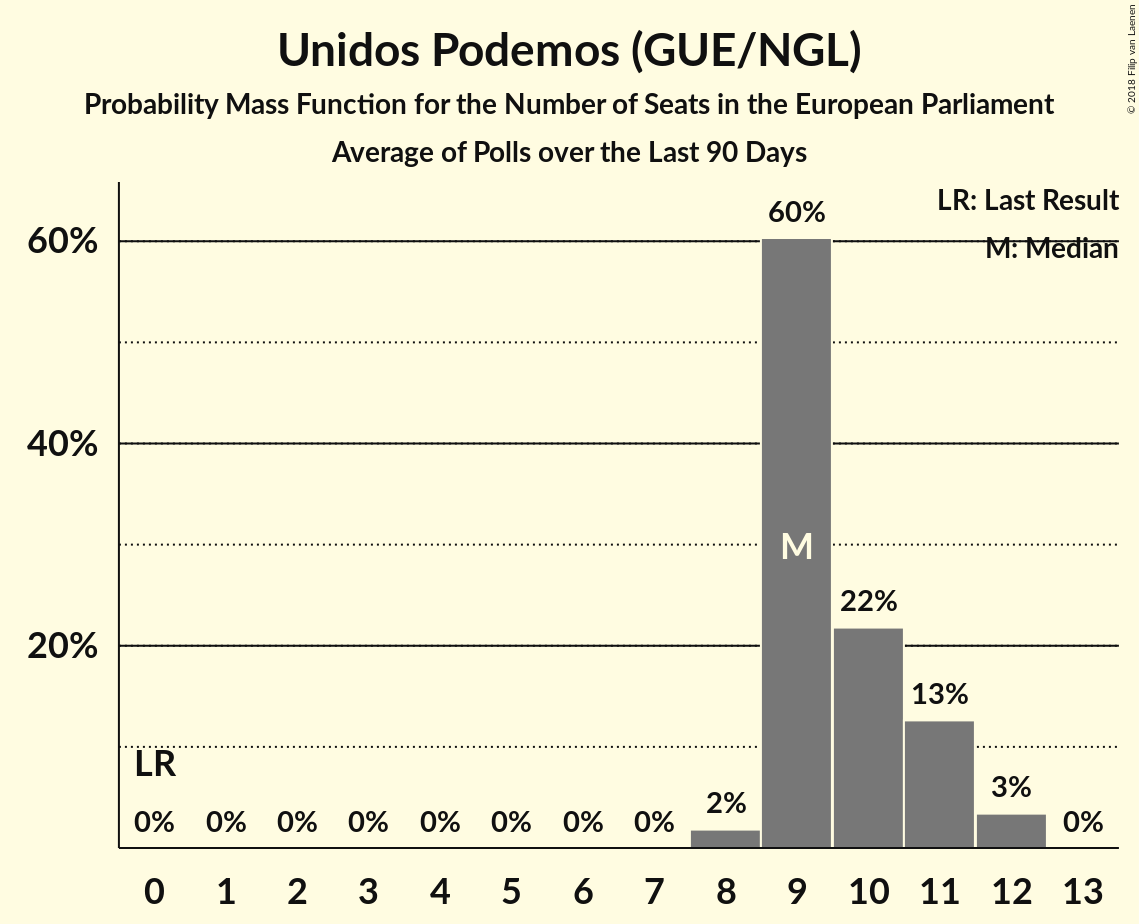 Unidos Podemos (GUE/NGL)
Probability Mass Function for the Number of Seats in the European Parliament
Average of Polls over the Last 90 Days
© 2018 Filip van Laenen
LR: Last Result
M: Median
60%
40%
20%
60%
M
22%
13%
LR
0% 0% 0% 0% 0% 0% 0% 0% 2% 3% 0%
0 1 2 3 4 5 6 7 8 9 10 11 12 13